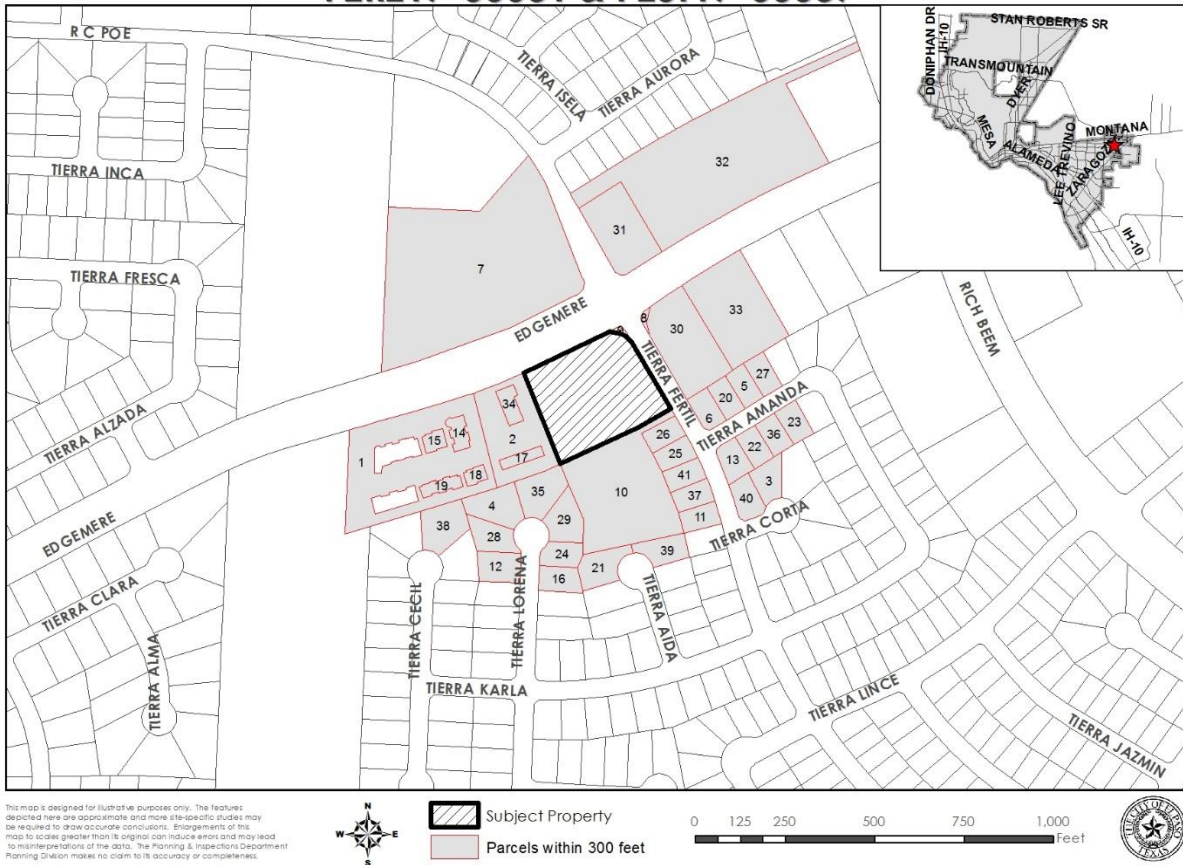 R C POE
TIERRA ISELA
TIERRA AURORA
STAN ROBERTS SR
DONIPHAN DR
IH-10
TRANSMOUNTAIN
DYER
MESA
MONTANA
ALAMEDA
LEE TREVINO
ZARAGOZA
IH-10
TIERRA INCA
TIERRA FRESCA
32
31
7
EDGEMERE
8
30
33
RICH BEEM
TIERRA FERTIL
TIERRA ALZADA
34
27
5
20
6
TIERRA AMANDA
15
14
2
26
23
1
17
25
36
22
13
19
18
41
3
35
10
37
40
4
29
11
TIERRA CORTA
EDGEMERE
38
28
24
39
12
16
21
TIERRA CLARA
TIERRA ALMA
TIERRA CECIL
TIERRA LORENA
TIERRA AIDA
TIERRA KARLA
TIERRA LINCE
TIERRA JAZMIN
This map is designed for illustrative purposes only. The features
depicted here are approximate and more site-specific studies may
be required to draw accurate conclusions. Enlargements of this
map to scales greater than its original can induce errors and may lead
to misinterpretations of the data. The Planning & Inspections Department
Planning Division makes no claim to its accuracy or completeness.
N
W E
S
Subject Property
Parcels within 300 feet
0 125 250 500 750 1,000
Feet